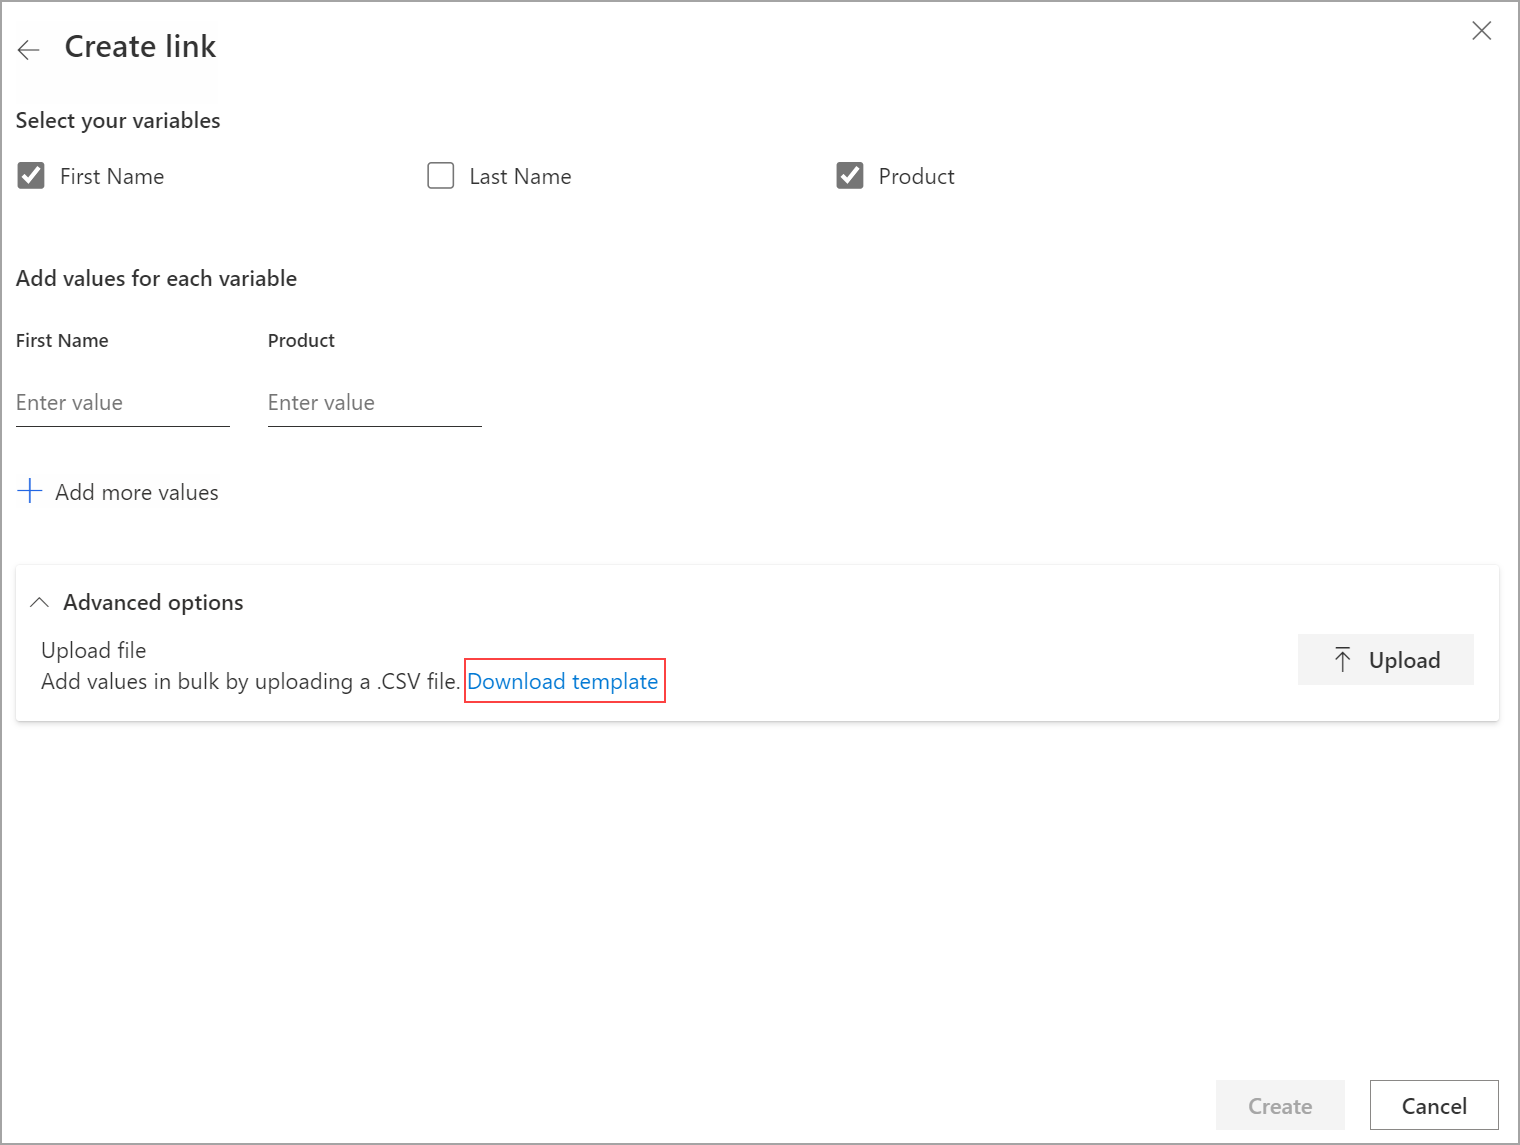 Create link
Select your variables
First Name
Last Name
Product
Add values for each variable
First Name
Product
Enter value
Enter value
Add more values
Advanced options
Upload file
Add values in bulk by uploading a .CSV file. Download template
Upload
Create
Cancel